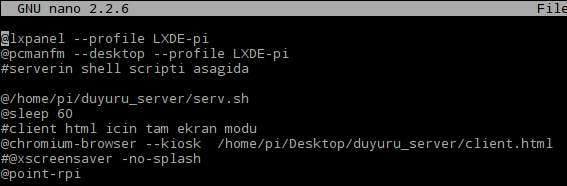 GNU nano 2.2.6 File
@lxpanel --profile LXDE-pi
@pcmanfm --desktop --profile LXDE-pi
#serverin shell scripti asagida
@/home/pi/duyuru_server/serv.sh
@sleep 60
#client html icin tam ekran modu
@chromium-browser --kiosk  /home/pi/Desktop/duyuru_server/client.html
#@xscreensaver -no-splash
@point-rpi